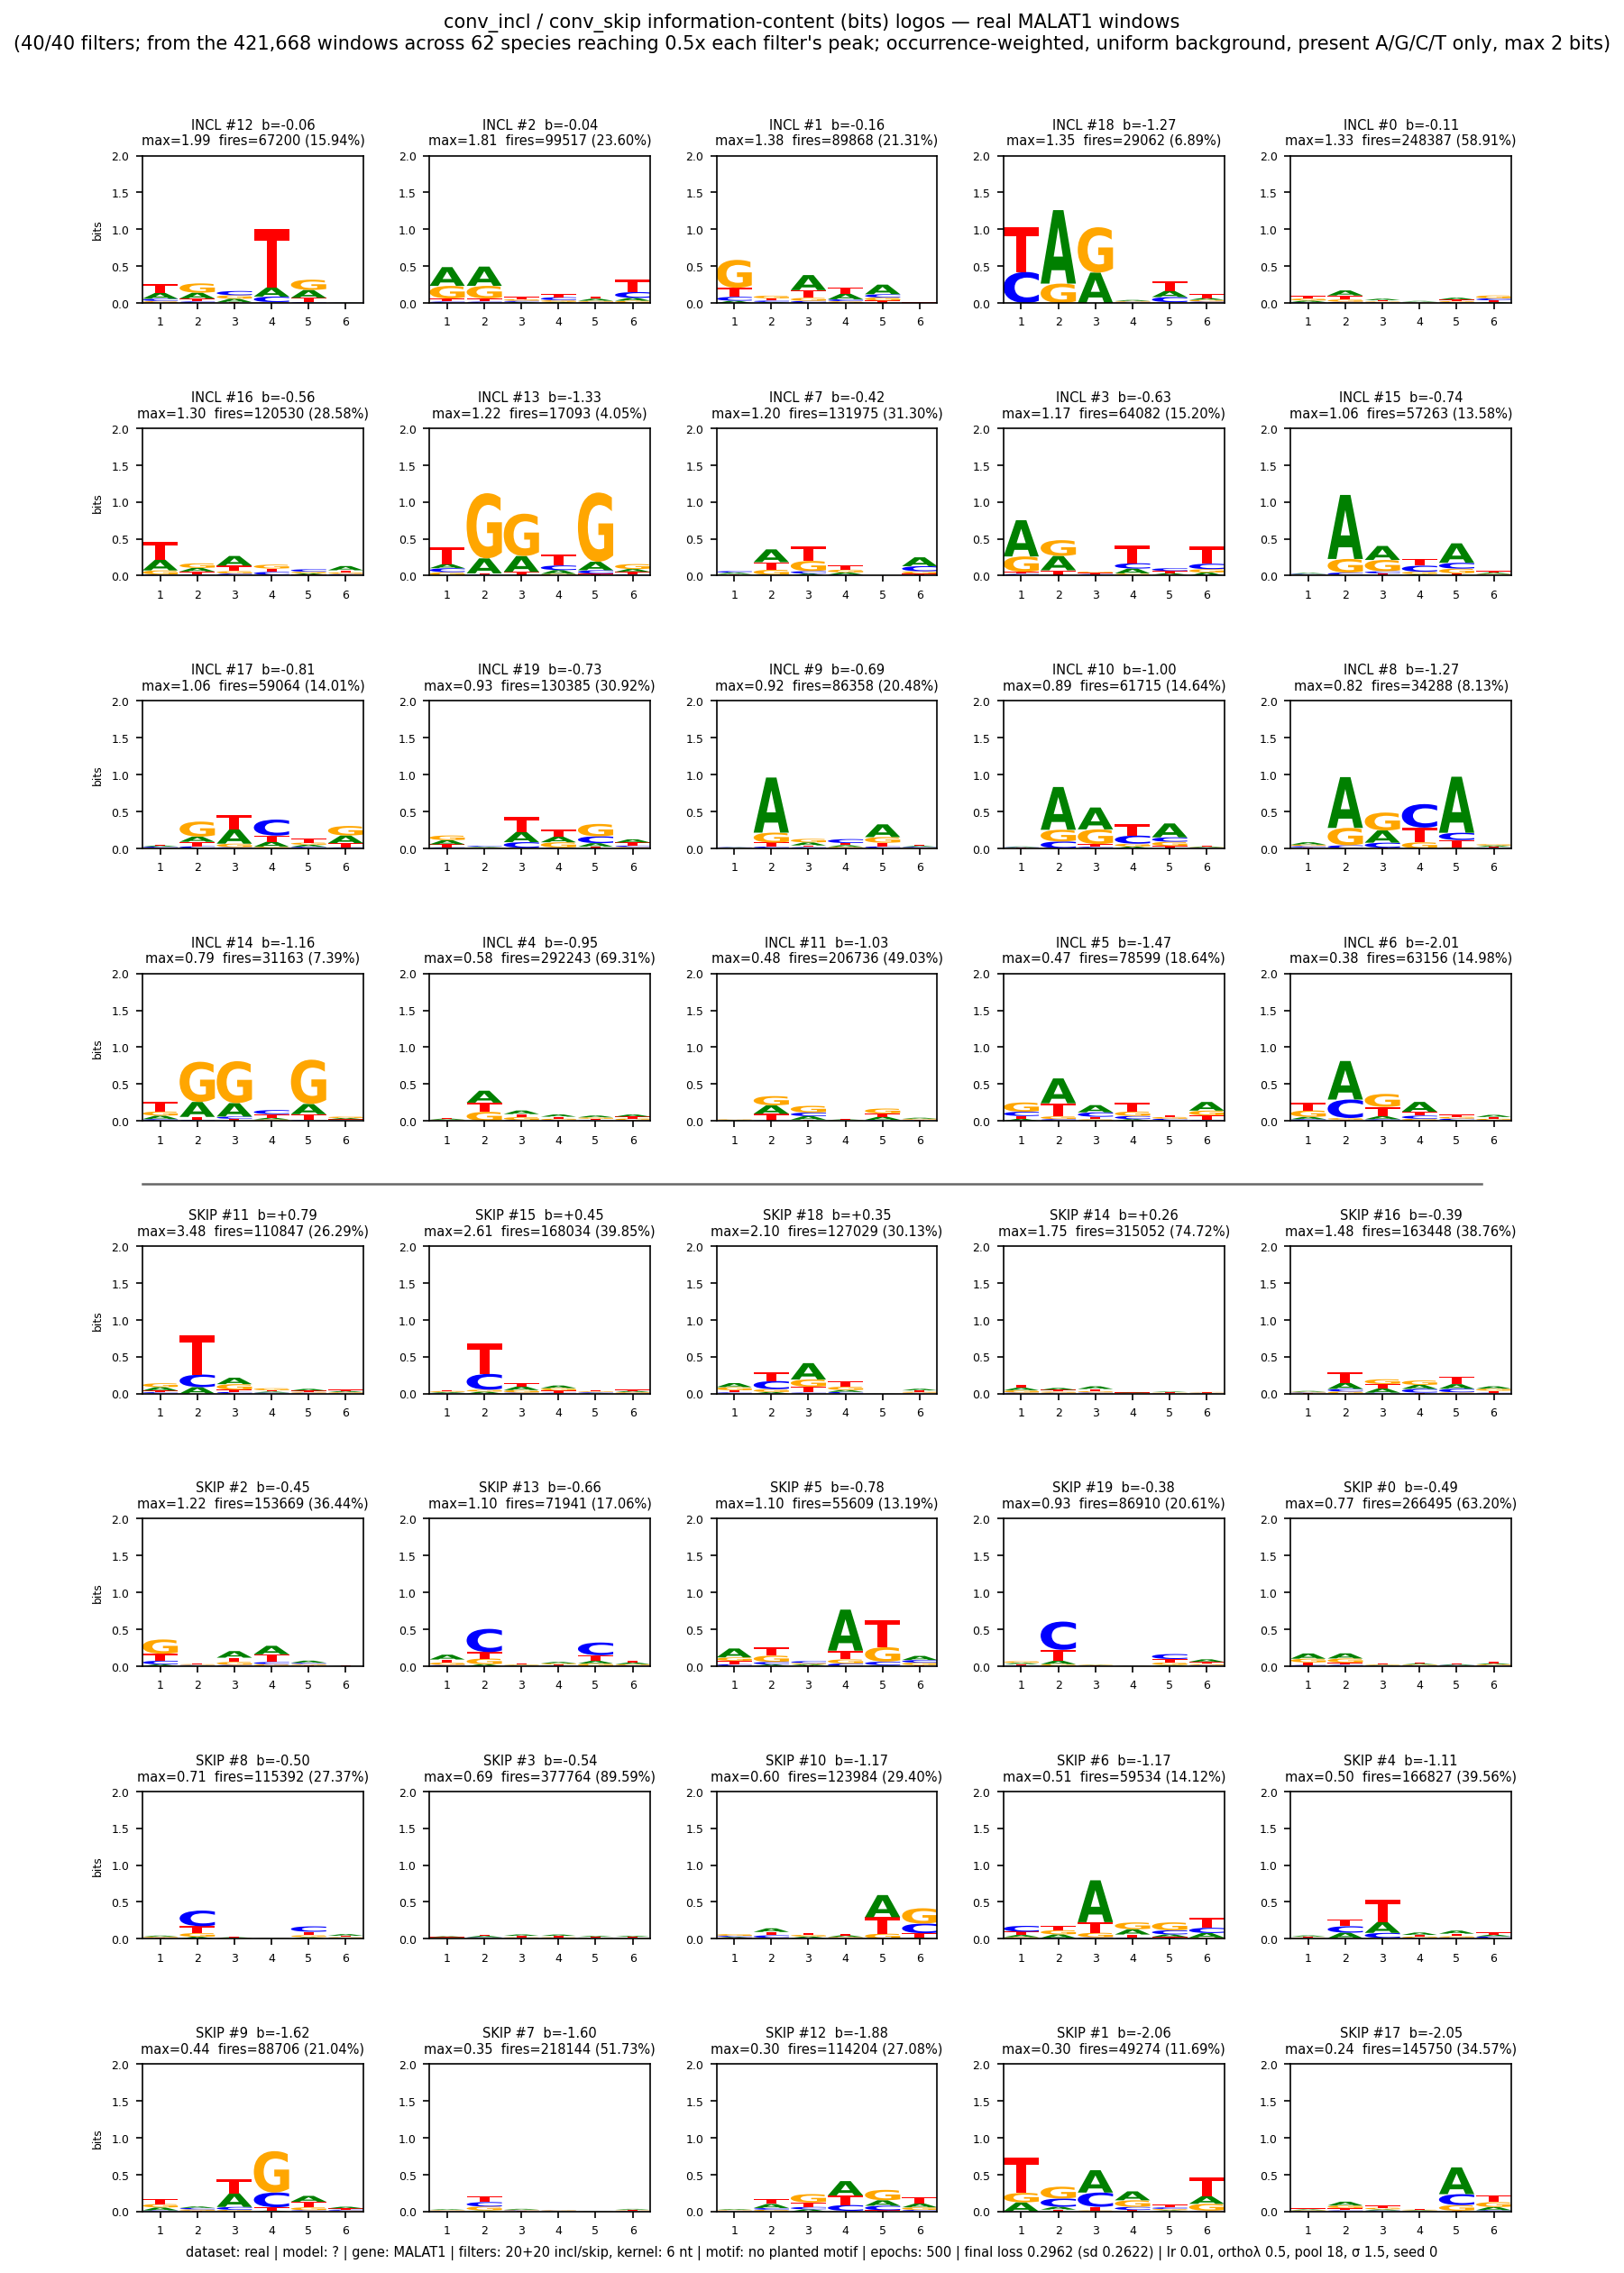 conv_incl / conv_skip information-content (bits) logos — real MALAT1 windows
(40/40 filters; from the 421,668 windows across 62 species reaching 0.5x each filter's peak; occurrence-weighted, uniform background, present A/G/C/T only, max 2 bits)
INCL #12 b=-0.06
max=1.99 fires=67200 (15.94%)
INCL #2 b=-0.04
max=1.81 fires=99517 (23.60%)
INCL #1 b=-0.16
max=1.38 fires=89868 (21.31%)
INCL #18 b=-1.27
max=1.35 fires=29062 (6.89%)
INCL #0 b=-0.11
max=1.33 fires=248387 (58.91%)
INCL #16 b=-0.56
max=1.30 fires=120530 (28.58%)
INCL #13 b=-1.33
max=1.22 fires=17093 (4.05%)
INCL #7 b=-0.42
max=1.20 fires=131975 (31.30%)
INCL #3 b=-0.63
max=1.17 fires=64082 (15.20%)
INCL #15 b=-0.74
max=1.06 fires=57263 (13.58%)
INCL #17 b=-0.81
max=1.06 fires=59064 (14.01%)
INCL #19 b=-0.73
max=0.93 fires=130385 (30.92%)
INCL #9 b=-0.69
max=0.92 fires=86358 (20.48%)
INCL #10 b=-1.00
max=0.89 fires=61715 (14.64%)
INCL #8 b=-1.27
max=0.82 fires=34288 (8.13%)
INCL #14 b=-1.16
max=0.79 fires=31163 (7.39%)
INCL #4 b=-0.95
max=0.58 fires=292243 (69.31%)
INCL #11 b=-1.03
max=0.48 fires=206736 (49.03%)
INCL #5 b=-1.47
max=0.47 fires=78599 (18.64%)
INCL #6 b=-2.01
max=0.38 fires=63156 (14.98%)
SKIP #11 b=+0.79
max=3.48 fires=110847 (26.29%)
SKIP #15 b=+0.45
max=2.61 fires=168034 (39.85%)
SKIP #18 b=+0.35
max=2.10 fires=127029 (30.13%)
SKIP #14 b=+0.26
max=1.75 fires=315052 (74.72%)
SKIP #16 b=-0.39
max=1.48 fires=163448 (38.76%)
SKIP #2 b=-0.45
max=1.22 fires=153669 (36.44%)
SKIP #13 b=-0.66
max=1.10 fires=71941 (17.06%)
SKIP #5 b=-0.78
max=1.10 fires=55609 (13.19%)
SKIP #19 b=-0.38
max=0.93 fires=86910 (20.61%)
SKIP #0 b=-0.49
max=0.77 fires=266495 (63.20%)
SKIP #8 b=-0.50
max=0.71 fires=115392 (27.37%)
SKIP #3 b=-0.54
max=0.69 fires=377764 (89.59%)
SKIP #10 b=-1.17
max=0.60 fires=123984 (29.40%)
SKIP #6 b=-1.17
max=0.51 fires=59534 (14.12%)
SKIP #4 b=-1.11
max=0.50 fires=166827 (39.56%)
SKIP #9 b=-1.62
max=0.44 fires=88706 (21.04%)
SKIP #7 b=-1.60
max=0.35 fires=218144 (51.73%)
SKIP #12 b=-1.88
max=0.30 fires=114204 (27.08%)
SKIP #1 b=-2.06
max=0.30 fires=49274 (11.69%)
SKIP #17 b=-2.05
max=0.24 fires=145750 (34.57%)
bits
2.0
1.5
1.0
0.5
0.0
1 2 3 4 5 6
dataset: real | model: ? | gene: MALAT1 | filters: 20+20 incl/skip, kernel: 6 nt | motif: no planted motif | epochs: 500 | final loss 0.2962 (sd 0.2622) | lr 0.01, orthoλ 0.5, pool 18, σ 1.5, seed 0